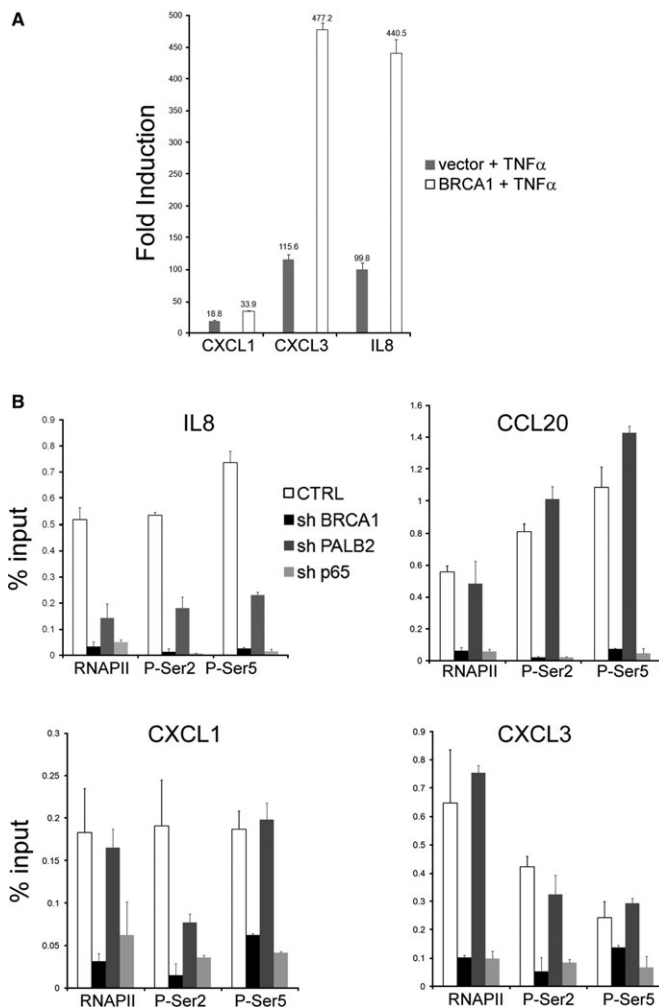 A
Fold Induction
500
450
400
350
300
250
200
150
100
50
0
18.8
33.9
115.6
477.2
99.8
440.5
CXCL1 CXCL3 IL8
vector + TNFα
BRCA1 + TNFα
B
IL8
% input
0.9
0.8
0.7
0.6
0.5
0.4
0.3
0.2
0.1
0
RNAPII P-Ser2 P-Ser5
CTRL
sh BRCA1
sh PALB2
sh p65
CCL20
1.6
1.4
1.2
1
0.8
0.6
0.4
0.2
0
RNAPII P-Ser2 P-Ser5
CXCL1
% input
0.3
0.25
0.2
0.15
0.1
0.05
0
RNAPII P-Ser2 P-Ser5
CXCL3
0.9
0.8
0.7
0.6
0.5
0.4
0.3
0.2
0.1
0
RNAPII P-Ser2 P-Ser5